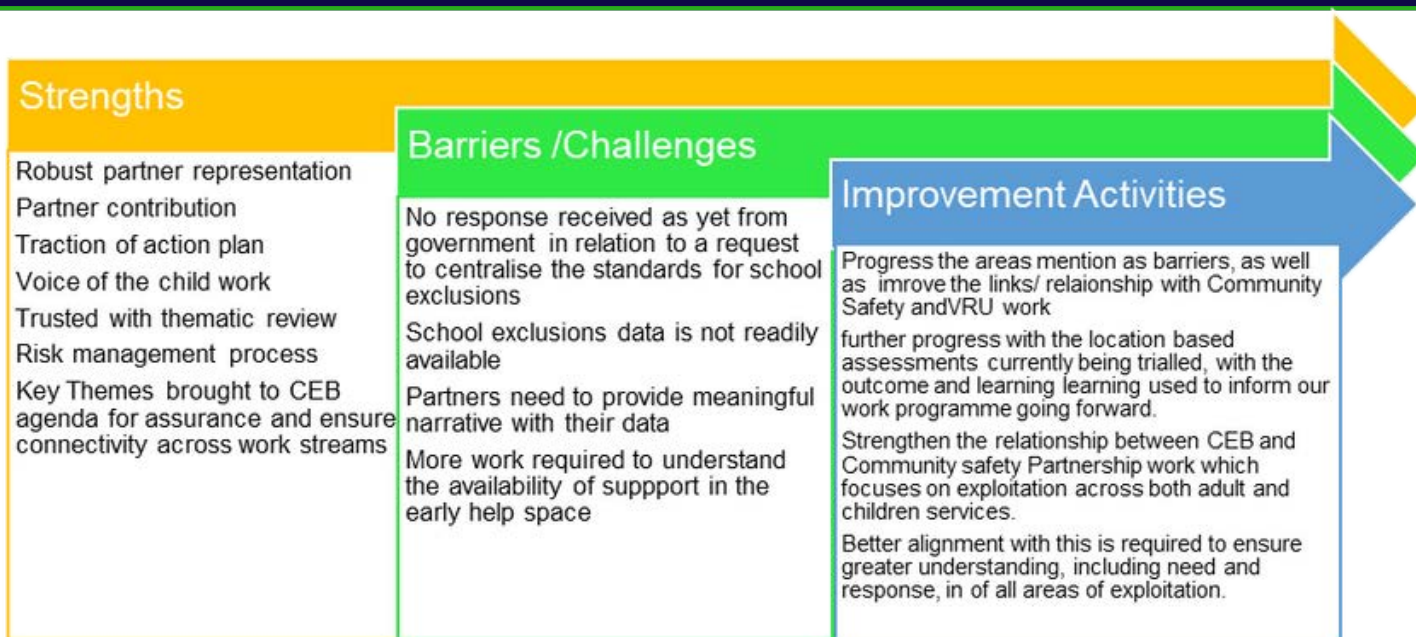 Strengths
Robust partner representation
Partner contribution
Traction of action plan
Voice of the child work
Trusted with thematic review
Risk management process
Key Themes brought to CEB
agenda for assurance and ensure
connectivity across work streams
Barriers /Challenges
No response received as yet from
government in relation to a request
to centralise the standards for school
exclusions
School exclusions data is not readily
available
Partners need to provide meaningful
narrative with their data
More work required to understand
the availability of suppport in the
early help space
Improvement Activities
Progress the areas mention as barriers, as well
as imrove the links/ relaionship with Community
Safety andVRU work
further progress with the location based
assessments currently being trialled, with the
outcome and learning learning used to inform our
work programme going forward.
Strengthen the relationship between CEB and
Community safety Partnership work which
focuses on exploitation across both adult and
children services.
Better alignment with this is required to ensure
greater understanding, including need and
response, in of all areas of exploitation.